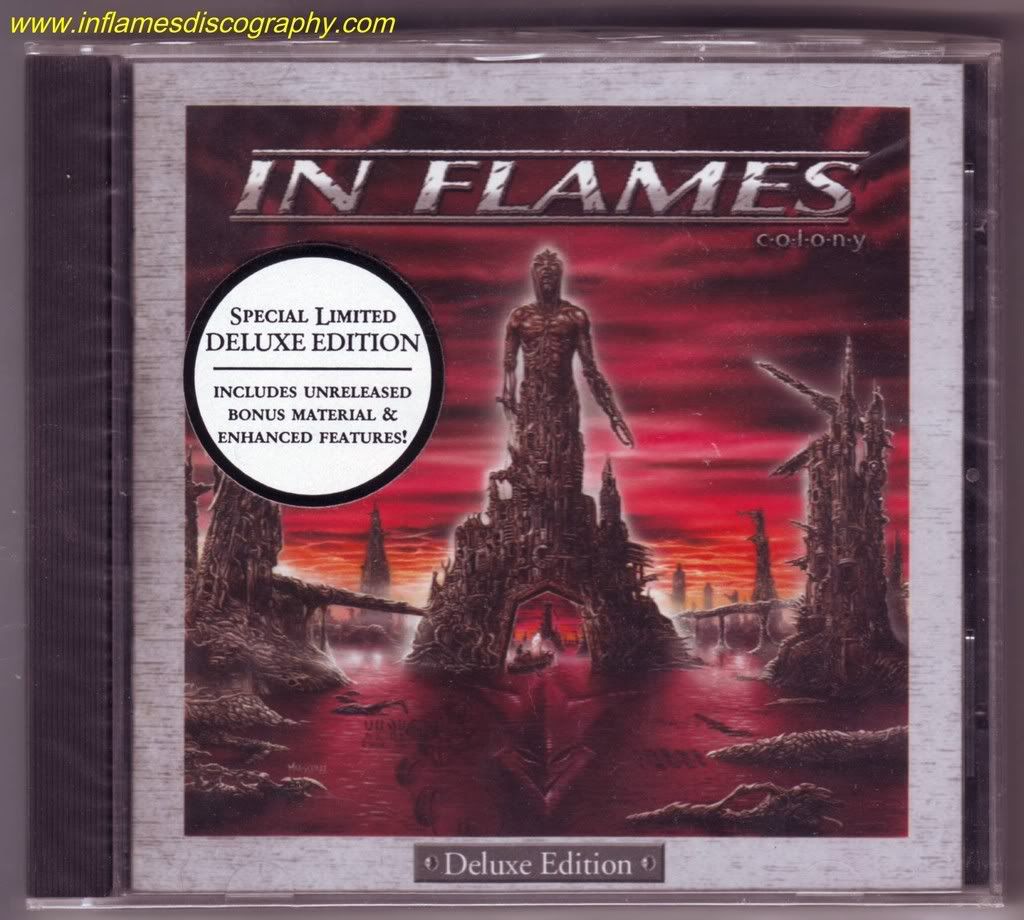 www.inflamesdiscography.com
IN FLAMES
c·o·l·o·n·y
SPECIAL LIMITED
DELUXE EDITION
INCLUDES UNRELEASED
BONUS MATERIAL &
ENHANCED FEATURES!
Deluxe Edition